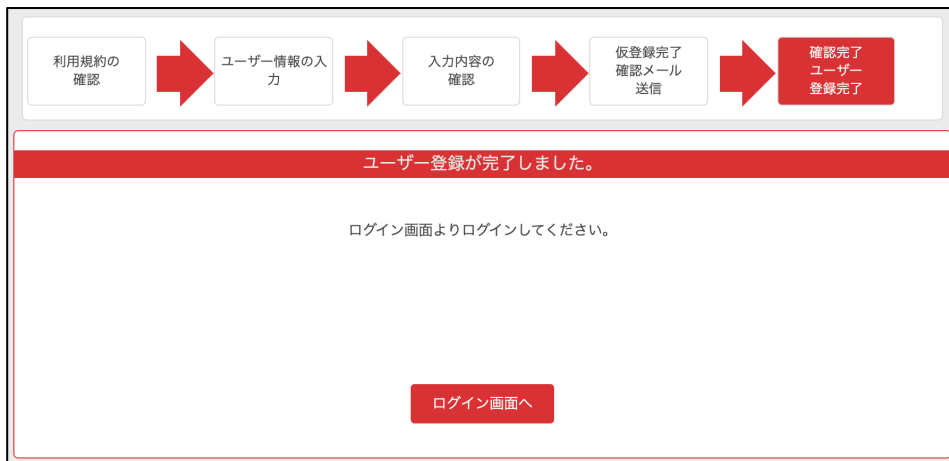 利用規約の
確認
ユーザー情報の入
力
入力内容の
確認
仮登録完了
確認メール
送信
確認完了
ユーザー
登録完了
ユーザー登録が完了しました。
ログイン画面よりログインしてください。
ログイン画面へ